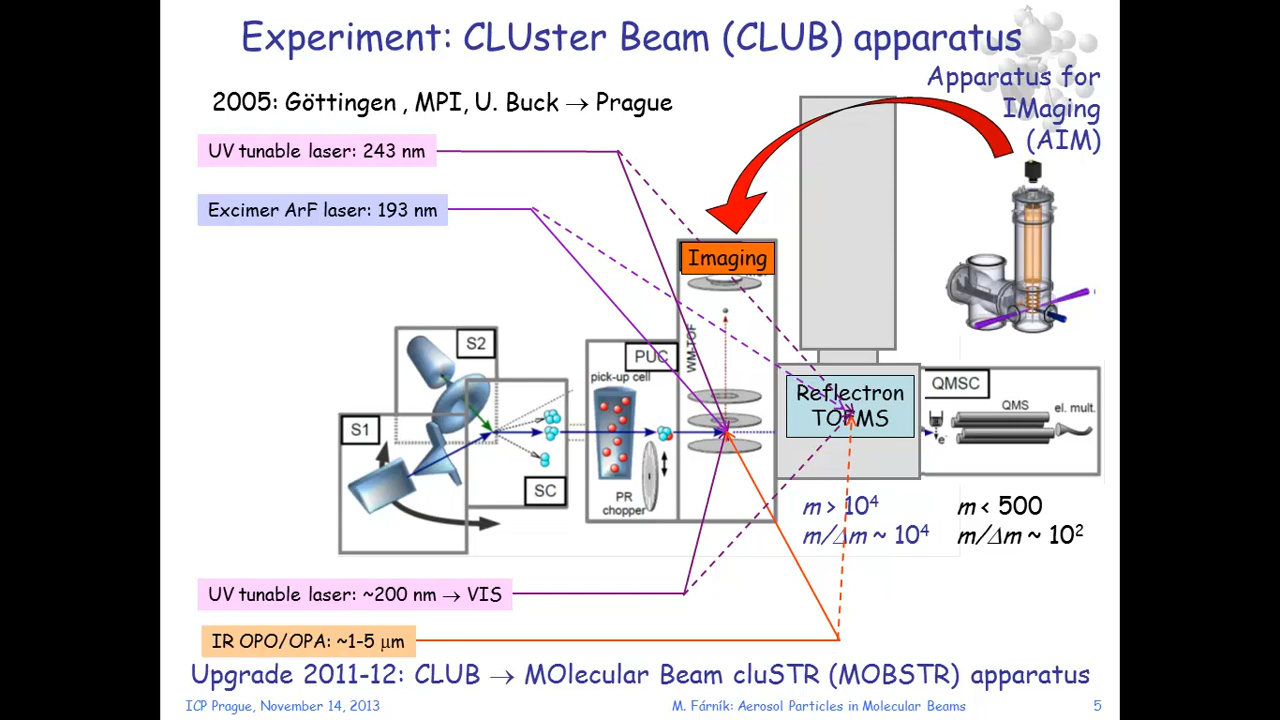 Experiment: CLUster Beam (CLUB) apparatus
Apparatus for
IMaging
(AIM)
2005: Göttingen , MPI, U. Buck → Prague
UV tunable laser: 243 nm
Excimer ArF laser: 193 nm
Imaging
S2
PUC
WM-TOF
pick-up cell
Reflectron
TOFMS
QMSC
QMS
el. mult.
e-
S1
SC
PR
chopper
m > 10⁴
m/Δm ~ 10⁴
m < 500
m/Δm ~ 10²
UV tunable laser: ~200 nm → VIS
IR OPO/OPA: ~1-5 μm
Upgrade 2011-12: CLUB → MOlecular Beam cluSTR (MOBSTR) apparatus
ICP Prague, November 14, 2013
M. Fárník: Aerosol Particles in Molecular Beams
5